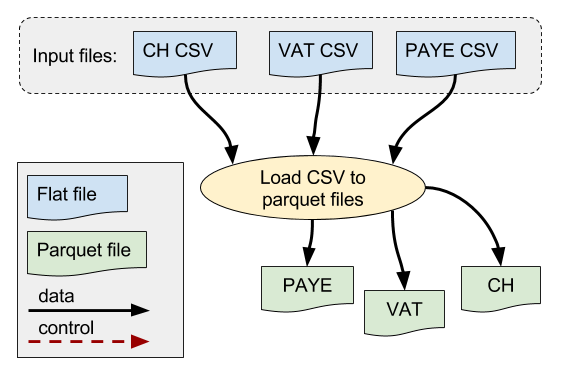 Input files:
CH CSV
VAT CSV
PAYE CSV
Load CSV to
parquet files
Flat file
Parquet file
data
control
PAYE
VAT
CH